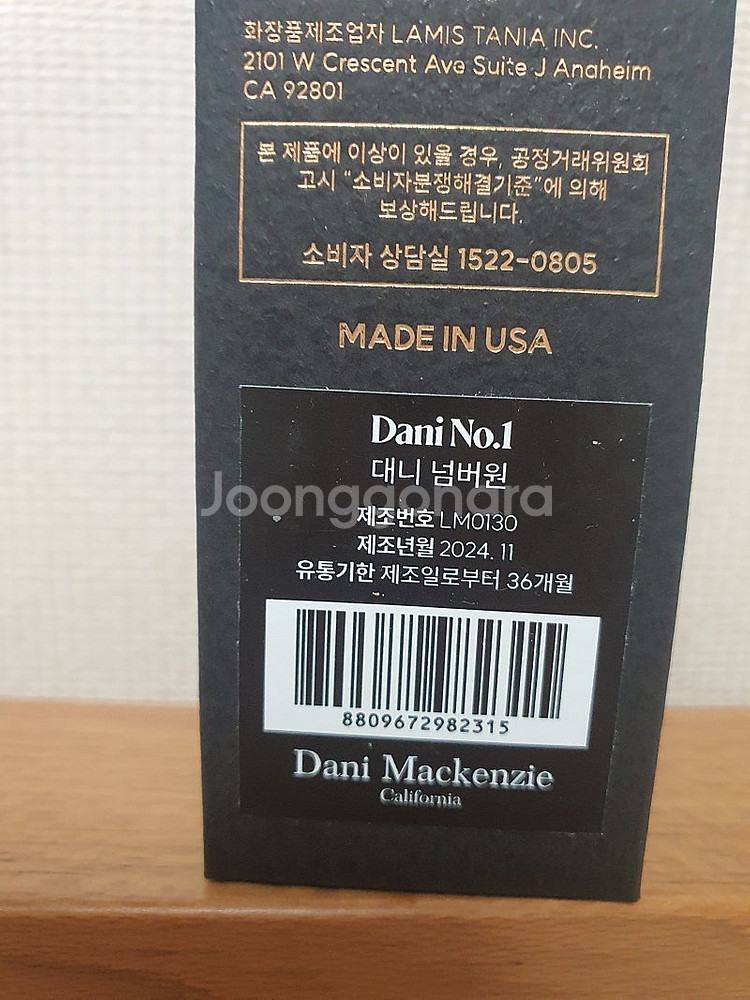 화장품제조업자 LAMIS TANIA INC.
2101 W Crescent Ave Suite J Anaheim
CA 92801
본 제품에 이상이 있을 경우, 공정거래위원회
고시 “소비자분쟁해결기준”에 의해
보상해드립니다.
소비자 상담실 1522-0805
MADE IN USA
Dani No.1
대니 넘버원
Joonggonara
제조번호 LM0130
제조년월 2024. 11
유통기한 제조일로부터 36개월
8809672982315
Dani Mackenzie
California